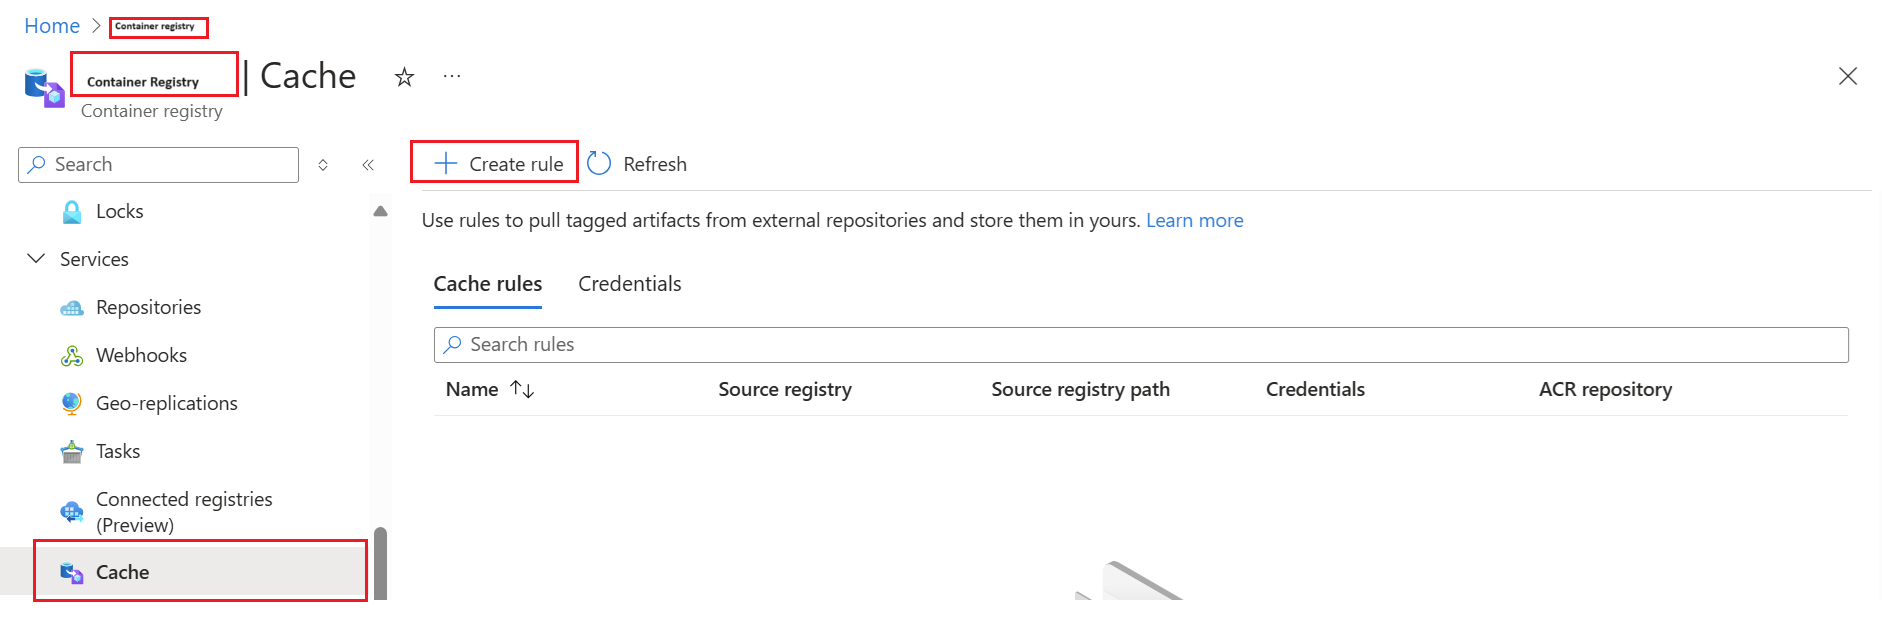 Home > Container registry
Container Registry | Cache
Container registry
Search
Create rule Refresh
Locks
Use rules to pull tagged artifacts from external repositories and store them in yours. Learn more
Services
Cache rules Credentials
Repositories
Search rules
Webhooks
Name Source registry Source registry path Credentials ACR repository
Geo-replications
Tasks
Connected registries
(Preview)
Cache